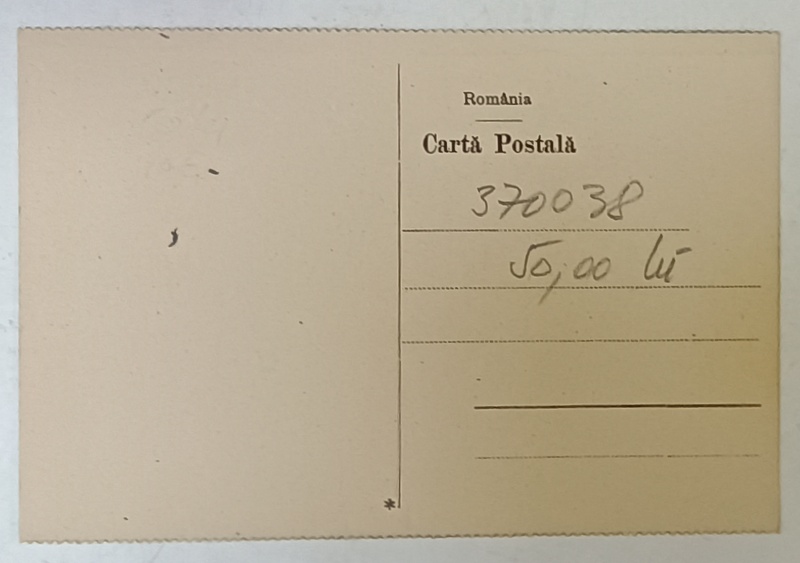 România
Cartă Postală
370038
50,00 lei
*